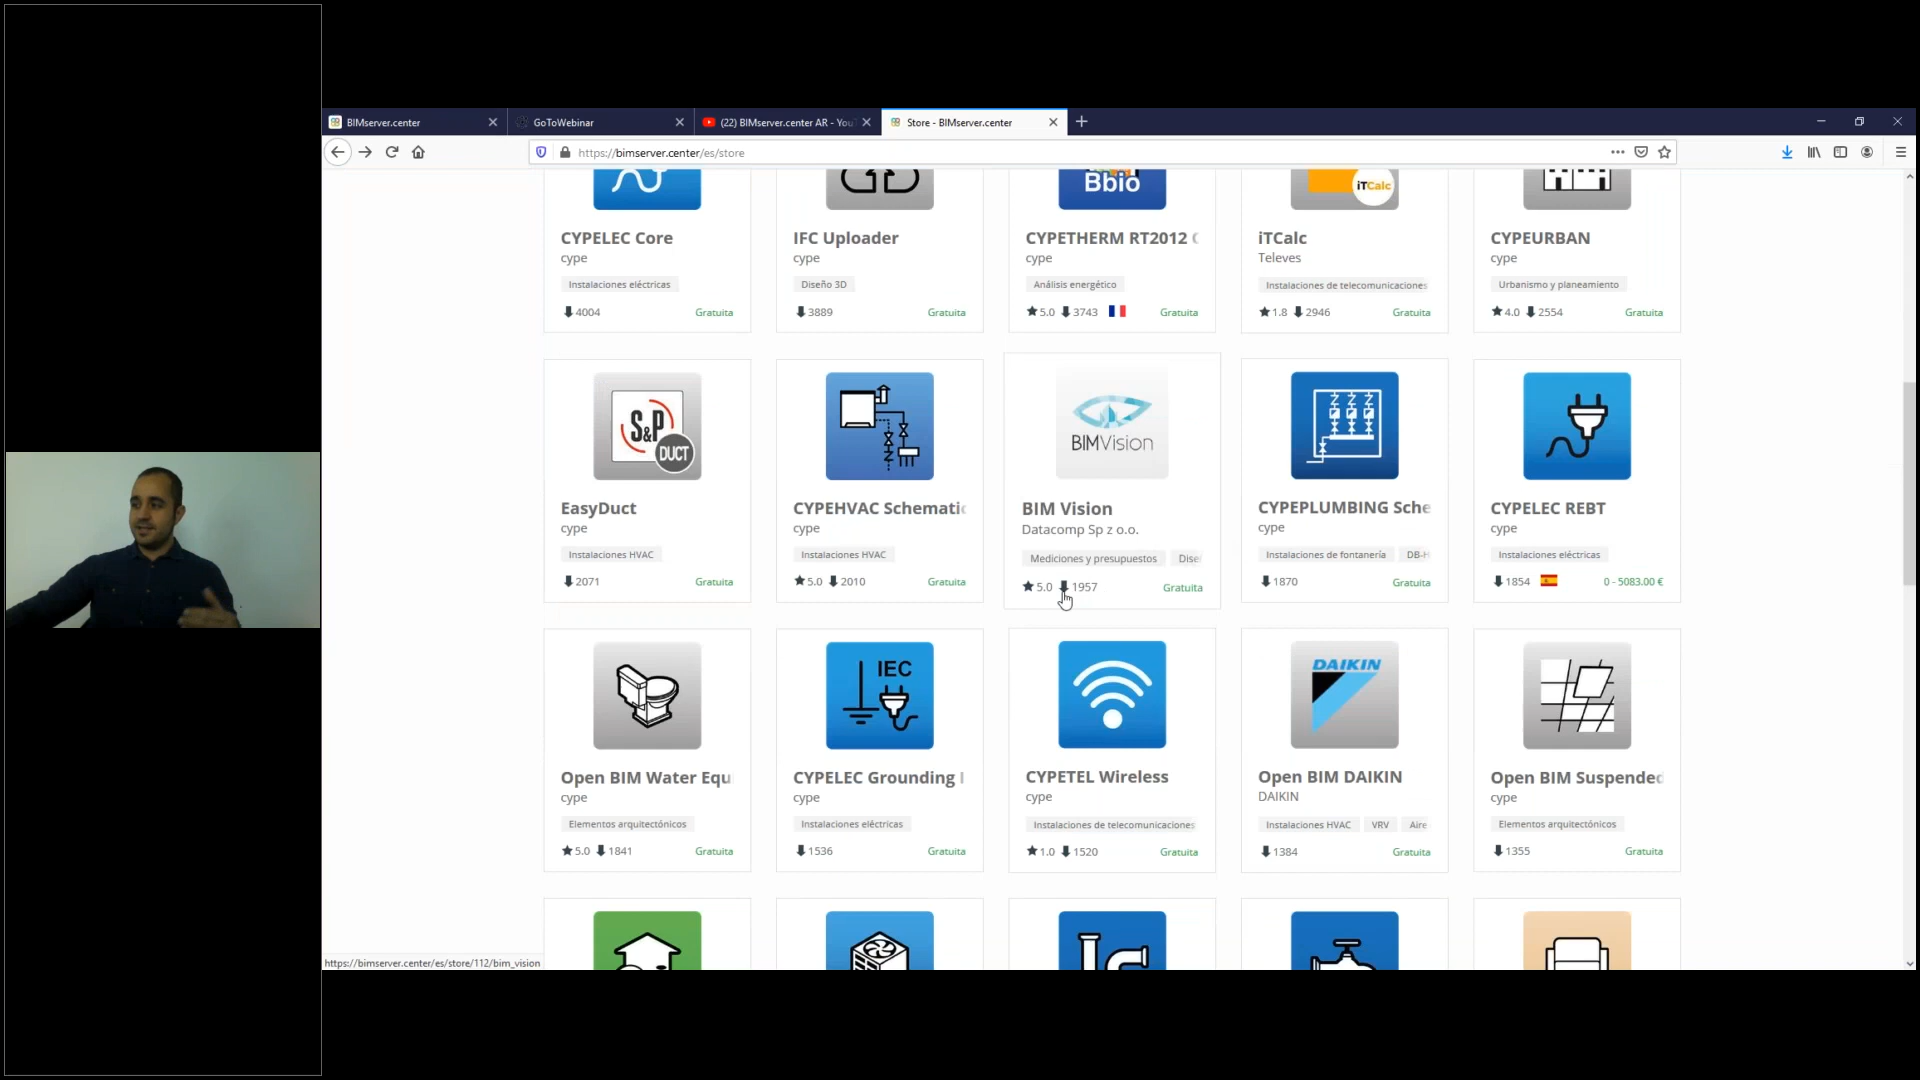 BIMserver.center
GoToWebinar
(22) BIMserver.center AR - YouT
Store - BIMserver.center
https://bimserver.center/es/store
Bbio
iTCalc
CYPELEC Core
cype
Instalaciones eléctricas
4004 Gratuita
IFC Uploader
cype
Diseño 3D
3889 Gratuita
CYPETHERM RT2012 C
cype
Análisis energético
5.0 3743 Gratuita
iTCalc
Televes
Instalaciones de telecomunicaciones
1.8 2946 Gratuita
CYPEURBAN
cype
Urbanismo y planeamiento
4.0 2554 Gratuita
S&P
DUCT
EasyDuct
cype
Instalaciones HVAC
2071 Gratuita
CYPEHVAC Schematic
cype
Instalaciones HVAC
2010 5.0 Gratuita
BIMVision
BIM Vision
Datacomp Sp z o.o.
Mediciones y presupuestos Dise
5.0 1957 Gratuita
CYPEPLUMBING Sche
cype
Instalaciones de fontanería DB-H
1870 Gratuita
CYPELEC REBT
cype
Instalaciones eléctricas
1854 0 - 5083.00 €
Open BIM Water Equ
cype
Elementos arquitectónicos
5.0 1841 Gratuita
IEC
CYPELEC Grounding I
cype
Instalaciones eléctricas
1536 Gratuita
CYPETEL Wireless
cype
Instalaciones de telecomunicaciones
1.0 1520 Gratuita
DAIKIN
Open BIM DAIKIN
DAIKIN
Instalaciones HVAC VRV Aire
1384 Gratuita
Open BIM Suspended
cype
Elementos arquitectónicos
1355 Gratuita
https://bimserver.center/es/store/112/bim_vision